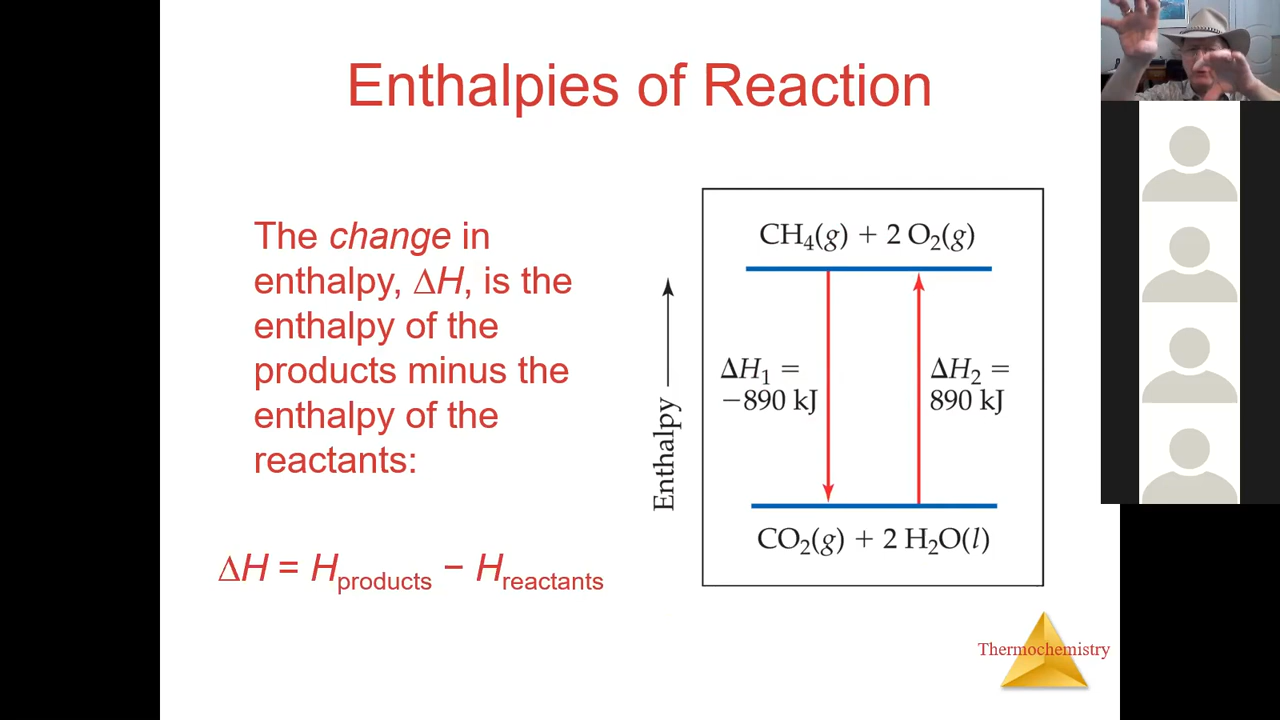 Enthalpies of Reaction
The change in
enthalpy, ΔH, is the
enthalpy of the
products minus the
enthalpy of the
reactants:
ΔH = Hproducts − Hreactants
Enthalpy
CH₄(g) + 2 O₂(g)
ΔH₁ =
−890 kJ
ΔH₂ =
890 kJ
CO₂(g) + 2 H₂O(l)
Thermochemistry